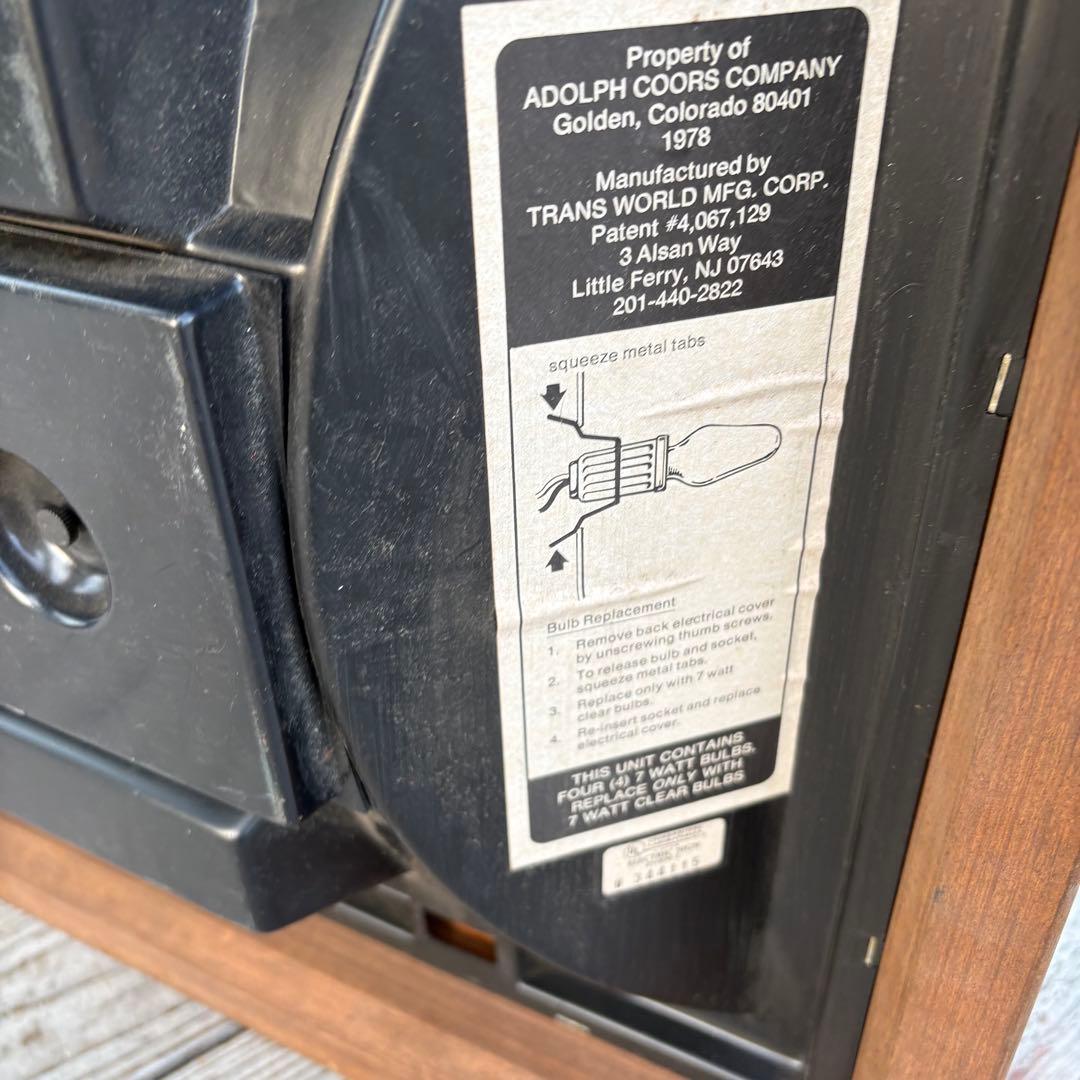 Property of
ADOLPH COORS COMPANY
Golden, Colorado 80401
1978
Manufactured by
TRANS WORLD MFG. CORP.
Patent #4,067,129
3 Alsan Way
Little Ferry, NJ 07643
201-440-2822
squeeze metal tabs
Bulb Replacement
1. Remove back electrical cover
by unscrewing thumb screws.
2. To release bulb and socket,
squeeze metal tabs.
3. Replace only with 7 watt
clear bulbs.
4. Re-insert socket and replace
electrical cover.
THIS UNIT CONTAINS
FOUR (4) 7 WATT BULBS.
REPLACE ONLY WITH
7 WATT CLEAR BULBS
ELECTRIC SIGN
344115